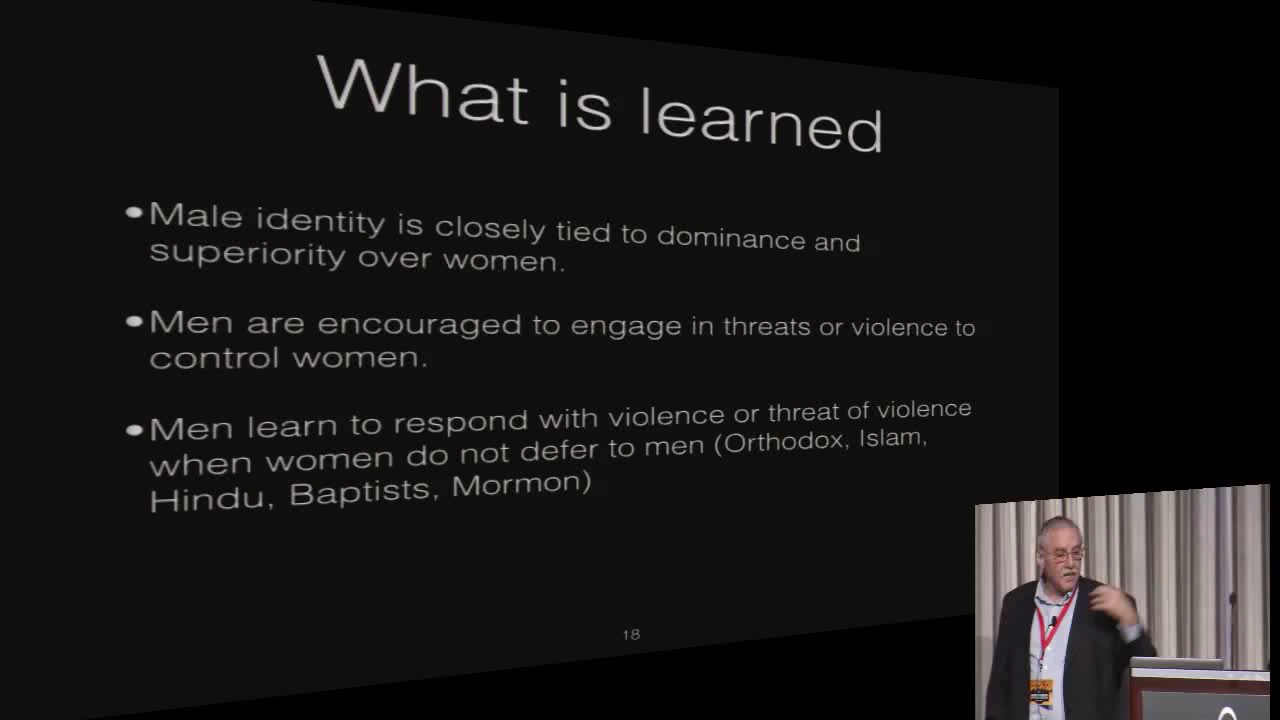 What is learned
•Male identity is closely tied to dominance and
superiority over women.
•Men are encouraged to engage in threats or violence to
control women.
•Men learn to respond with violence or threat of violence
when women do not defer to men (Orthodox, Islam,
Hindu, Baptists, Mormon)
18